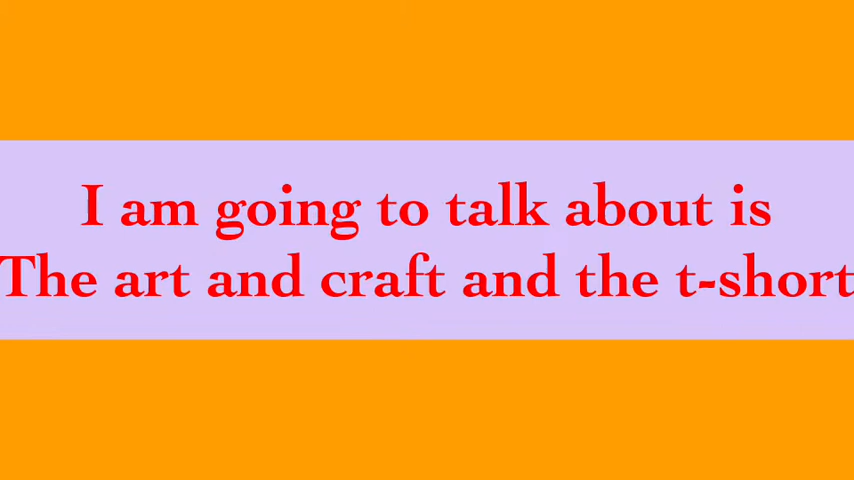 I am going to talk about is
The art and craft and the t-short